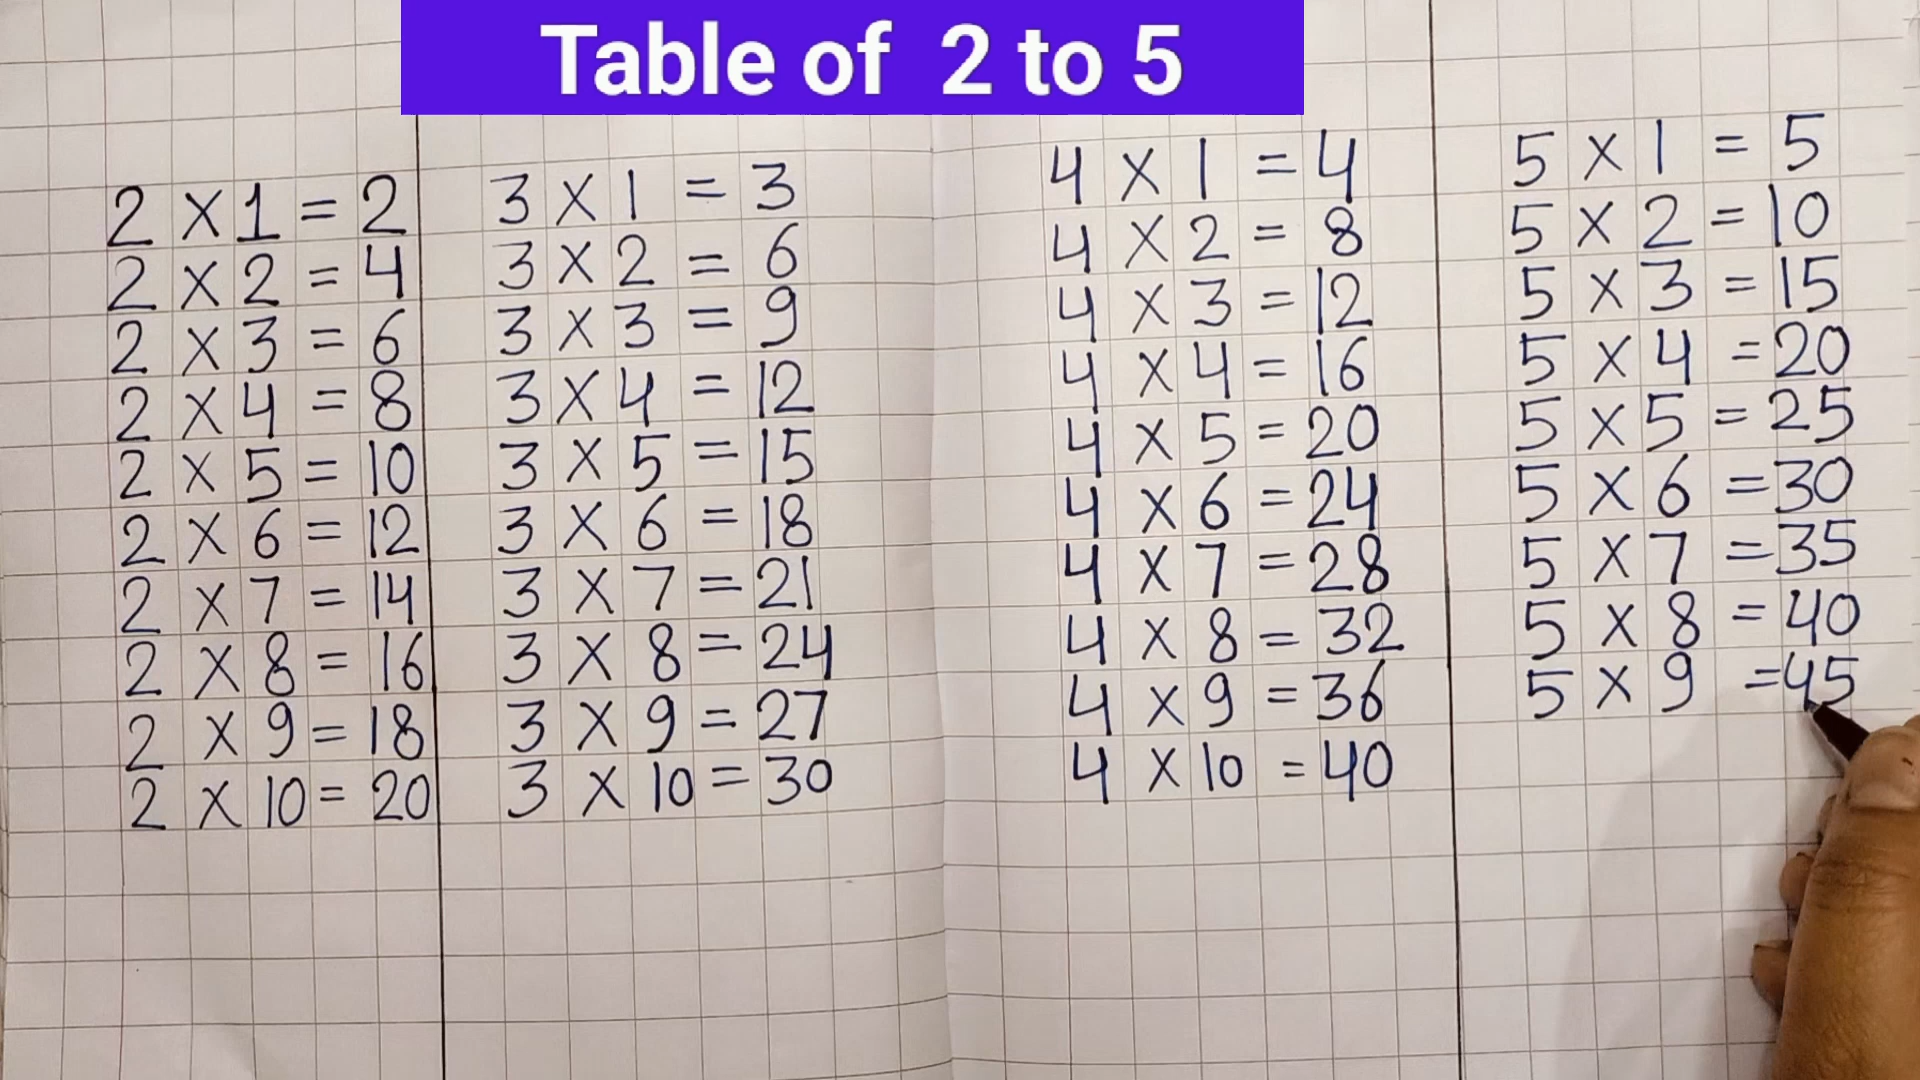 Table of 2 to 5
2 X 1 = 2
2 X 2 = 4
2 X 3 = 6
2 X 4 = 8
2 X 5 = 10
2 X 6 = 12
2 X 7 = 14
2 X 8 = 16
2 X 9 = 18
2 X 10 = 20
3 X 1 = 3
3 X 2 = 6
3 X 3 = 9
3 X 4 = 12
3 X 5 = 15
3 X 6 = 18
3 X 7 = 21
3 X 8 = 24
3 X 9 = 27
3 X 10 = 30
4 X 1 = 4
4 X 2 = 8
4 X 3 = 12
4 X 4 = 16
4 X 5 = 20
4 X 6 = 24
4 X 7 = 28
4 X 8 = 32
4 X 9 = 36
4 X 10 = 40
5 X 1 = 5
5 X 2 = 10
5 X 3 = 15
5 X 4 = 20
5 X 5 = 25
5 X 6 = 30
5 X 7 = 35
5 X 8 = 40
5 X 9 = 45